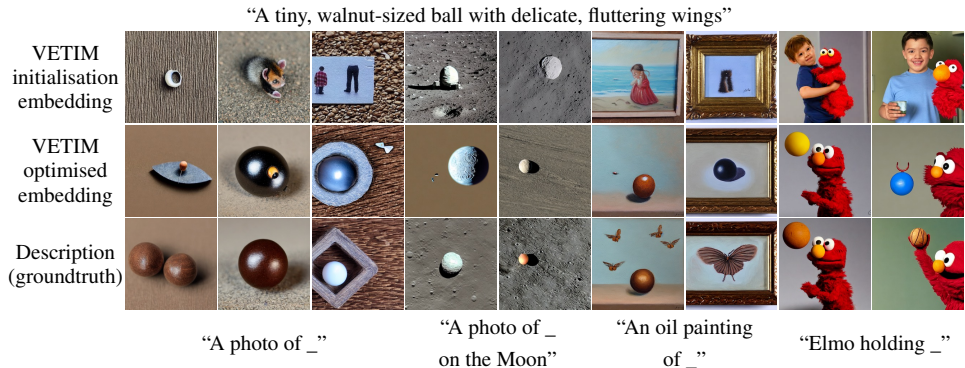 “A tiny, walnut-sized ball with delicate, fluttering wings”
VETIM
initialisation
embedding
VETIM
optimised
embedding
Description
(groundtruth)
“A photo of _”
“A photo of _
on the Moon”
“An oil painting
of _”
“Elmo holding _”